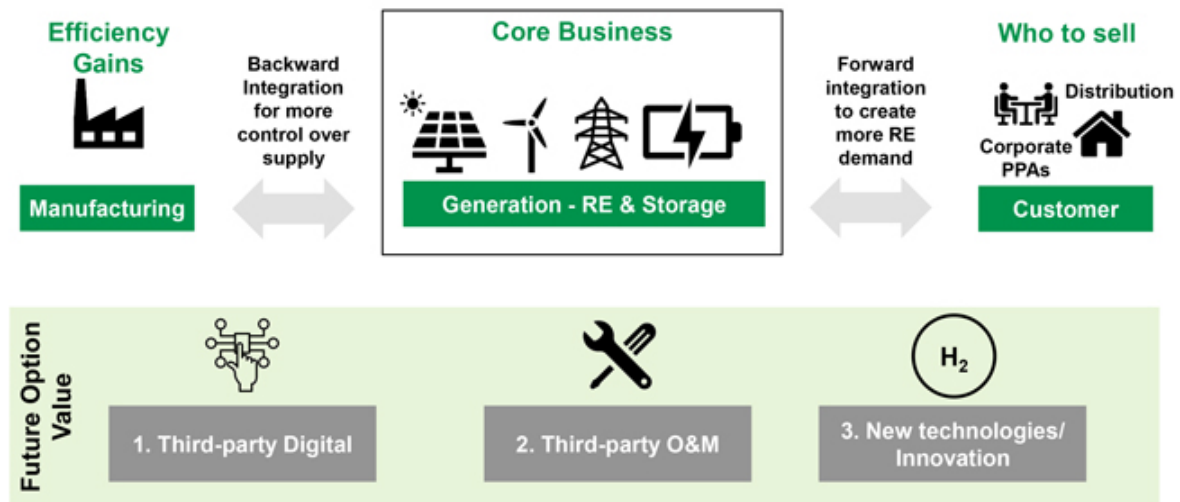 Efficiency
Gains
Manufacturing
Backward
Integration
for more
control over
supply
Core Business
Generation - RE & Storage
Forward
integration
to create
more RE
demand
Who to sell
Distribution
Corporate
PPAs
Customer
Future Option
Value
1. Third-party Digital
2. Third-party O&M
H₂
3. New technologies/
Innovation